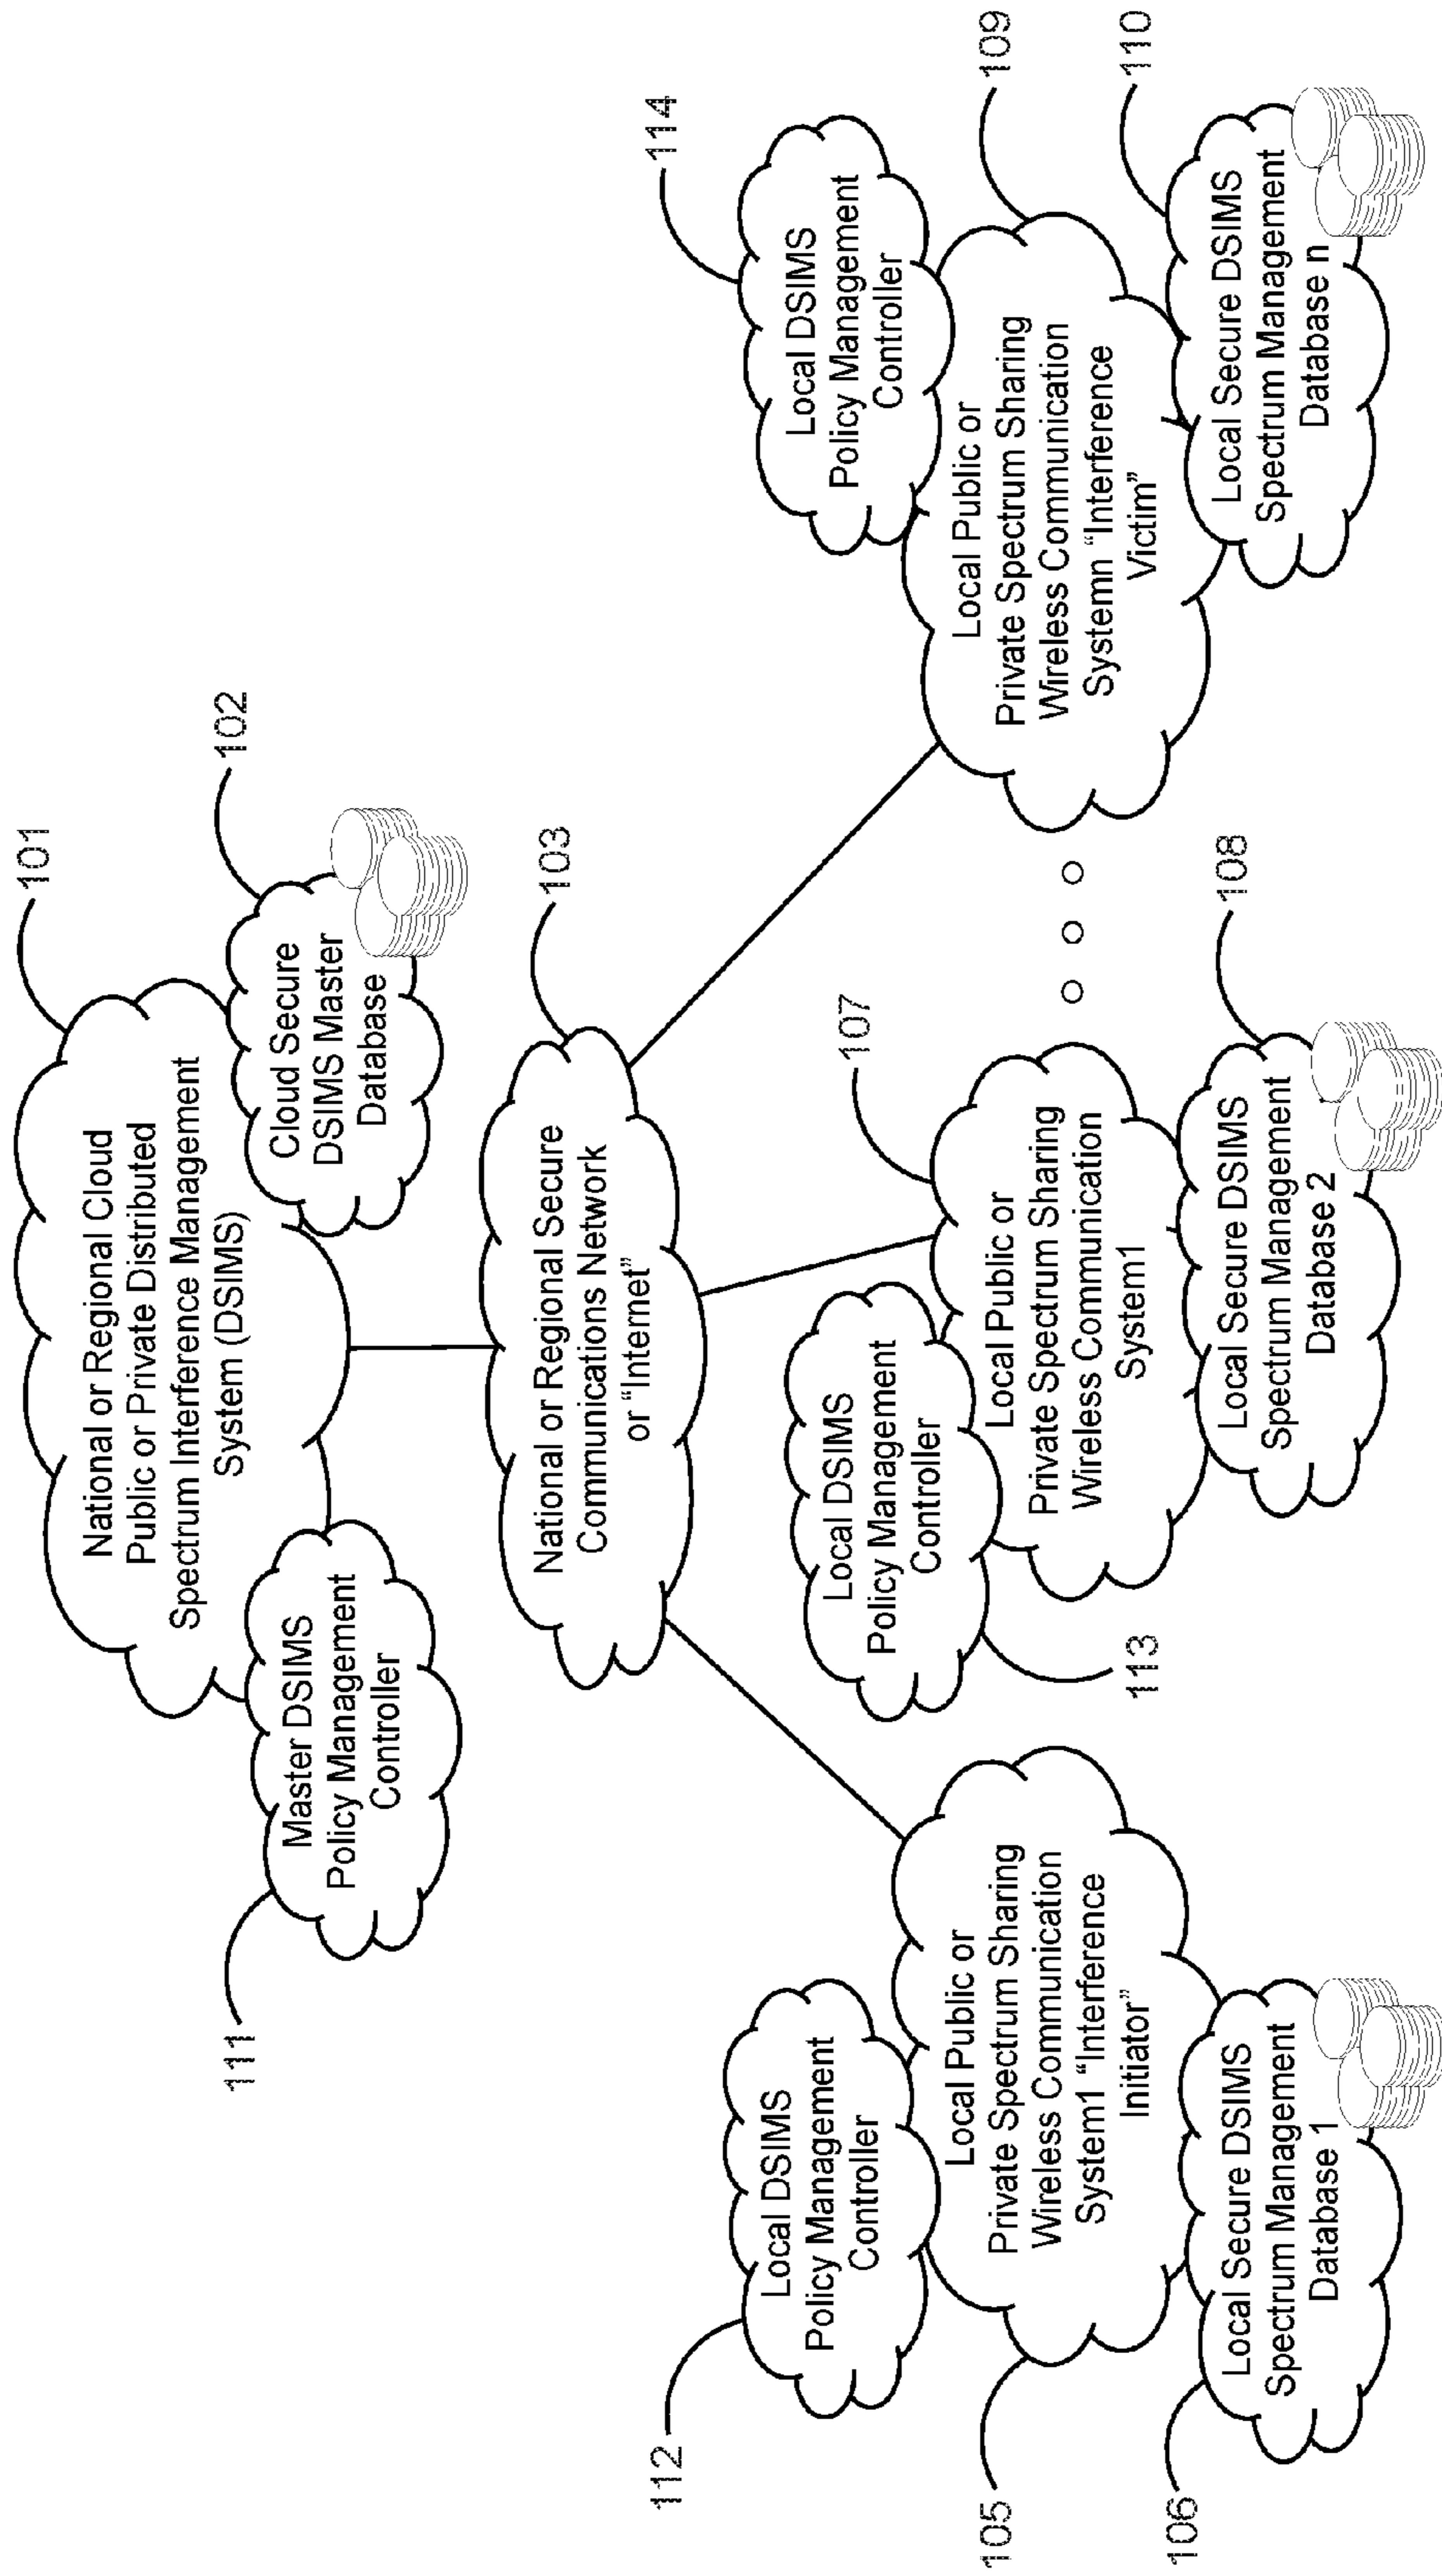 101
National or Regional Cloud
Public or Private Distributed
Spectrum Interference Management
System (DSIMS)
102
Cloud Secure
DSIMS Master
Database
111
Master DSIMS
Policy Management
Controller
103
National or Regional Secure
Communications Network
or “Internet”
112
Local DSIMS
Policy Management
Controller
105
Local Public or
Private Spectrum Sharing
Wireless Communication
System1 “Interference
Initiator”
106
Local Secure DSIMS
Spectrum Management
Database 1
113
Local DSIMS
Policy Management
Controller
107
Local Public or
Private Spectrum Sharing
Wireless Communication
System1
108
Local Secure DSIMS
Spectrum Management
Database 2
114
Local DSIMS
Policy Management
Controller
109
Local Public or
Private Spectrum Sharing
Wireless Communication
Systemn “Interference
Victim”
110
Local Secure DSIMS
Spectrum Management
Database n